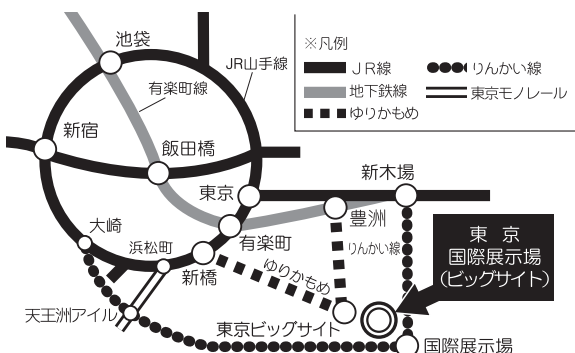 池袋
JR山手線
有楽町線
※凡例
JR線
りんかい線
地下鉄線
東京モノレール
ゆりかもめ
新宿
飯田橋
新木場
東京
大崎
浜松町
有楽町
豊洲
りんかい線
新橋
ゆりかもめ
東京
国際展示場
(ビッグサイト)
天王洲アイル
東京ビッグサイト
国際展示場